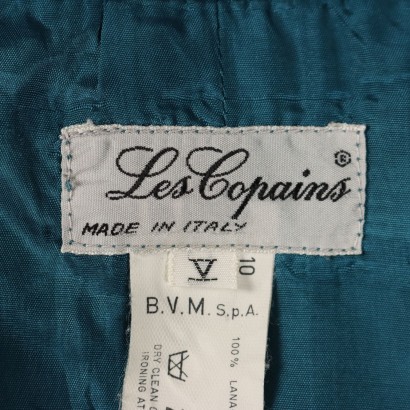 Les Copains ®
MADE IN ITALY
V
10
B.V.M. S.p.A.
100% LANA
DRY CLEAN
IRONING AT